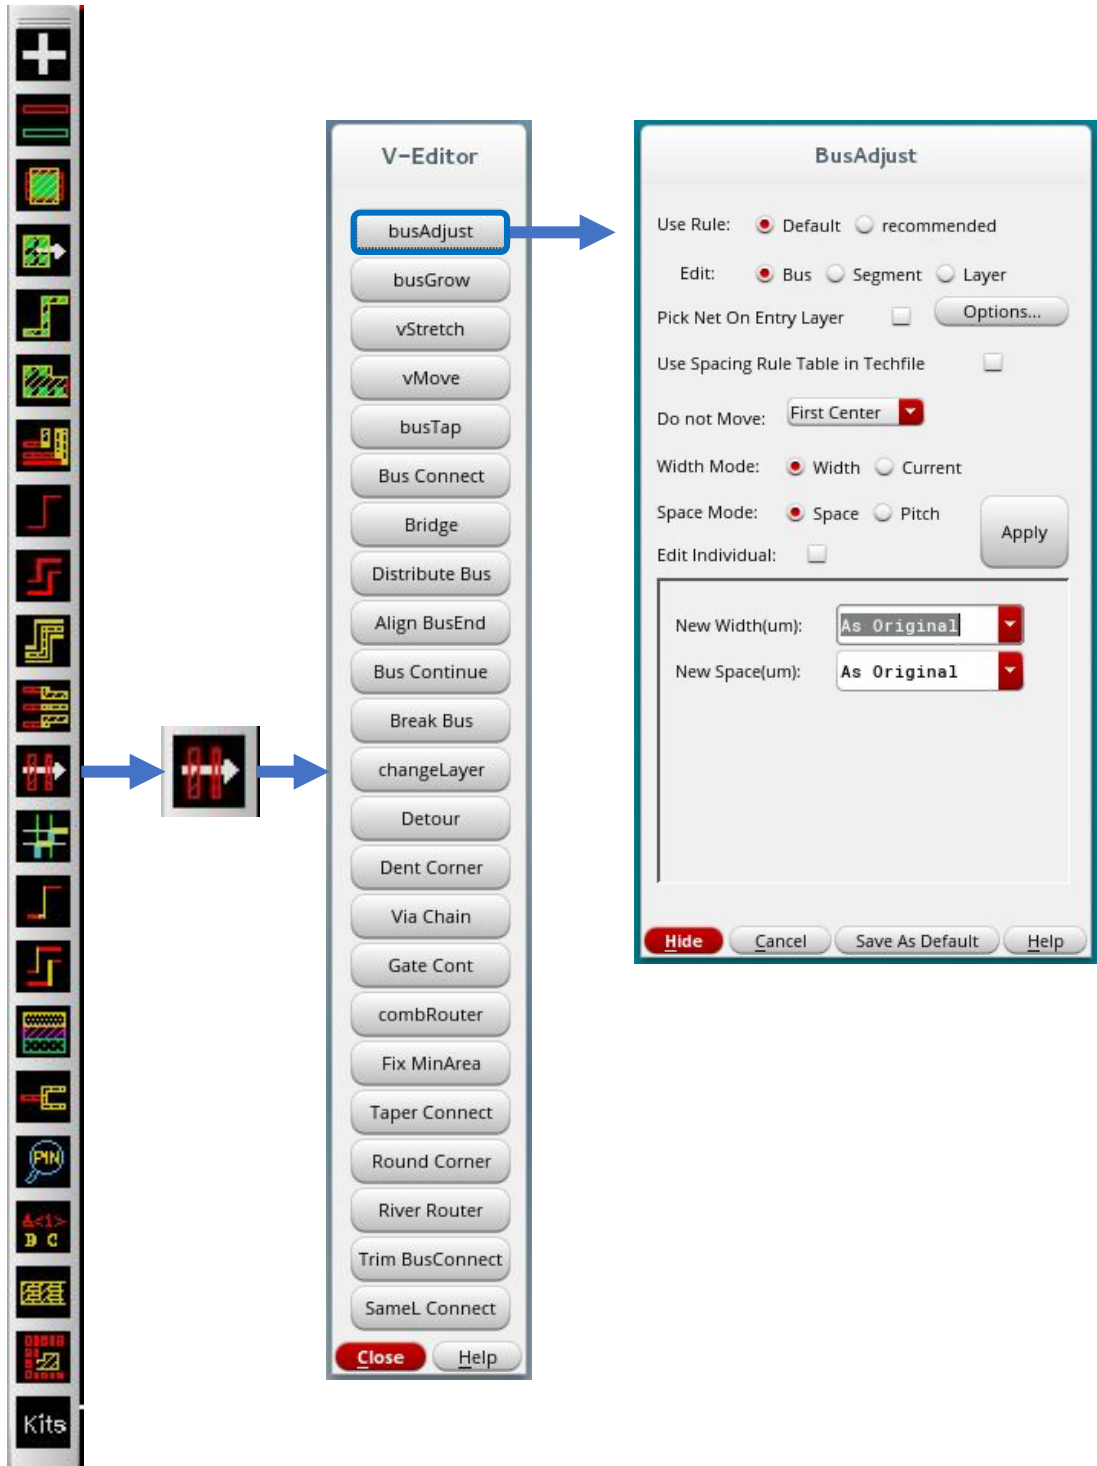 PIN
A<1>
B C
Kits
V-Editor
busAdjust
busGrow
vStretch
vMove
busTap
Bus Connect
Bridge
Distribute Bus
Align BusEnd
Bus Continue
Break Bus
changeLayer
Detour
Dent Corner
Via Chain
Gate Cont
combRouter
Fix MinArea
Taper Connect
Round Corner
River Router
Trim BusConnect
SameL Connect
Close Help
BusAdjust
Use Rule: Default recommended
Edit: Bus Segment Layer
Pick Net On Entry Layer Options...
Use Spacing Rule Table in Techfile
Do not Move: First Center
Width Mode: Width Current
Space Mode: Space Pitch
Apply
Edit Individual:
New Width(um): As Original
New Space(um): As Original
Hide Cancel Save As Default Help